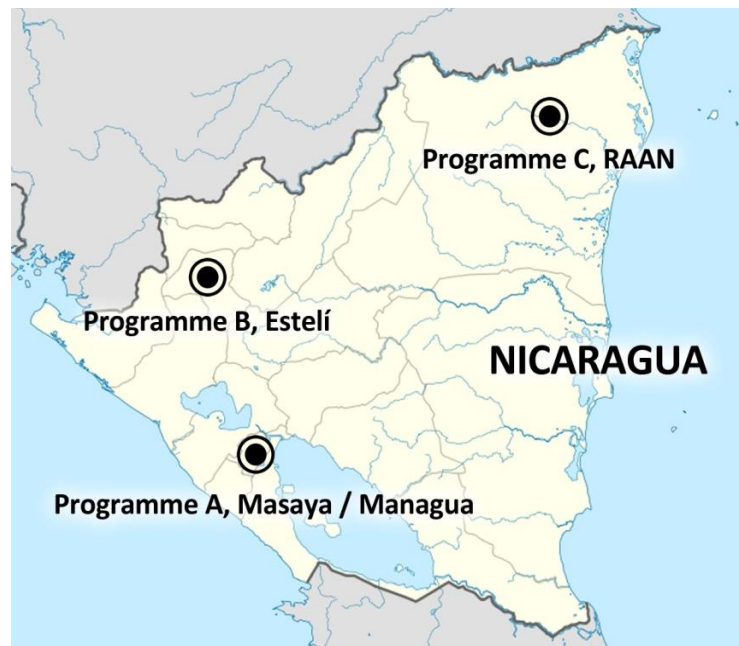 Programme C, RAAN
Programme B, Estelí
NICARAGUA
Programme A, Masaya / Managua